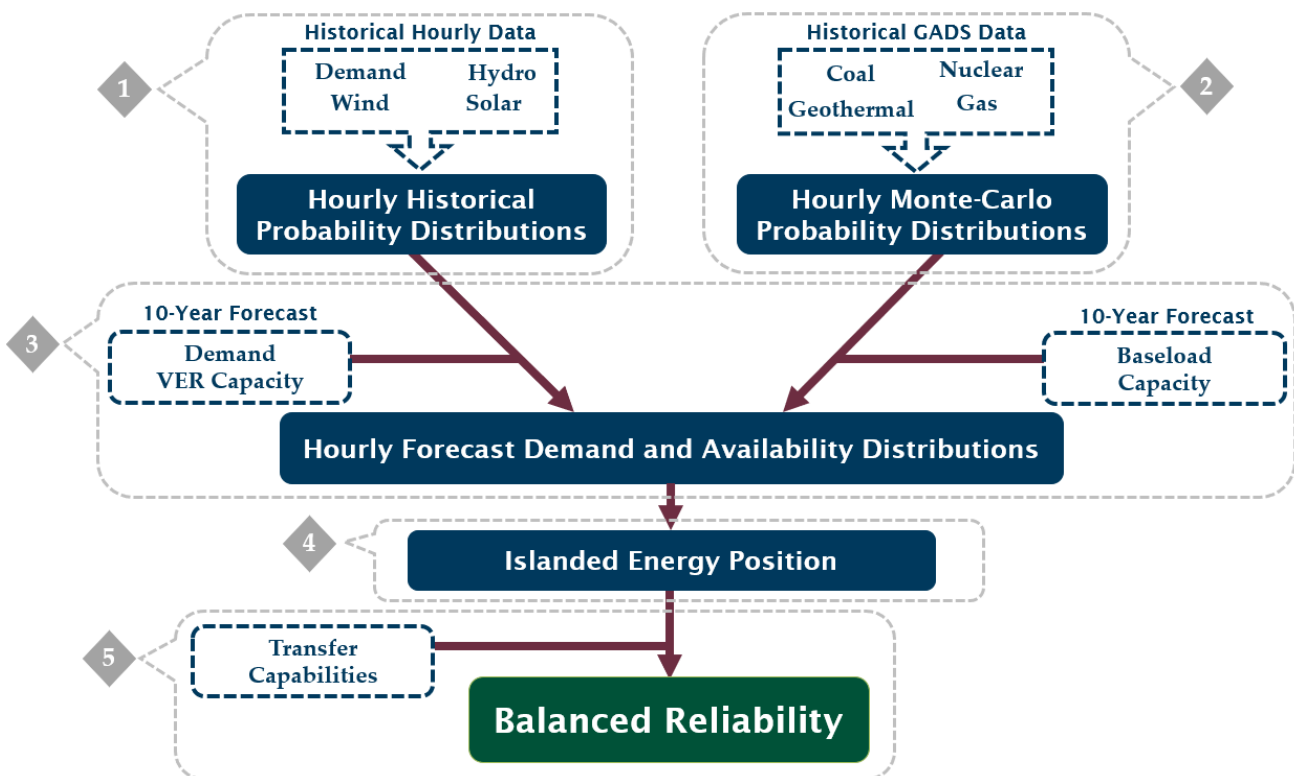 Historical Hourly Data
Demand Hydro
Wind Solar
1
Hourly Historical
Probability Distributions
Historical GADS Data
Coal Nuclear
Geothermal Gas
2
Hourly Monte-Carlo
Probability Distributions
3
10-Year Forecast
Demand
VER Capacity
10-Year Forecast
Baseload
Capacity
Hourly Forecast Demand and Availability Distributions
4
Islanded Energy Position
5
Transfer
Capabilities
Balanced Reliability